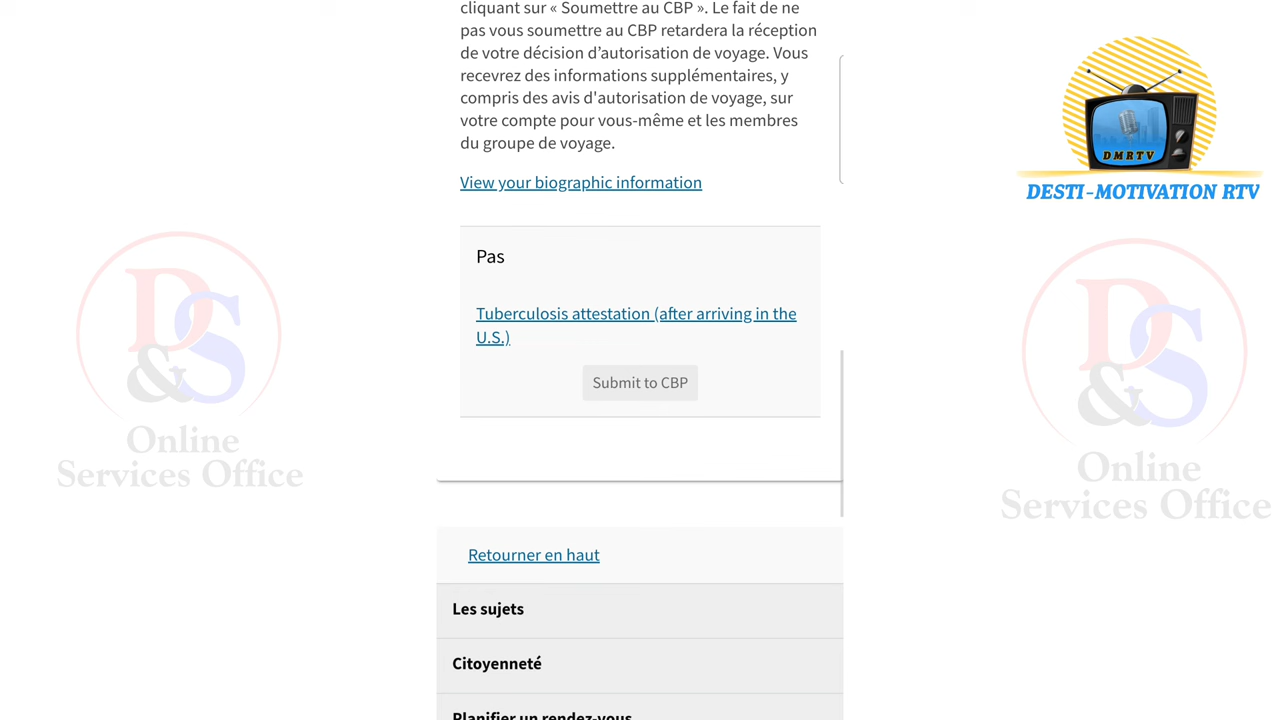 cliquant sur « Soumettre au CBP ». Le fait de ne
pas vous soumettre au CBP retardera la réception
de votre décision d’autorisation de voyage. Vous
recevrez des informations supplémentaires, y
compris des avis d'autorisation de voyage, sur
votre compte pour vous-même et les membres
du groupe de voyage.
View your biographic information
Pas
Tuberculosis attestation (after arriving in the
U.S.)
Submit to CBP
Retourner en haut
Les sujets
Citoyenneté
Planifier un rendez-vous
DMRTV
DESTI-MOTIVATION RTV
D&S
Online
Services Office
D&S
Online
Services Office